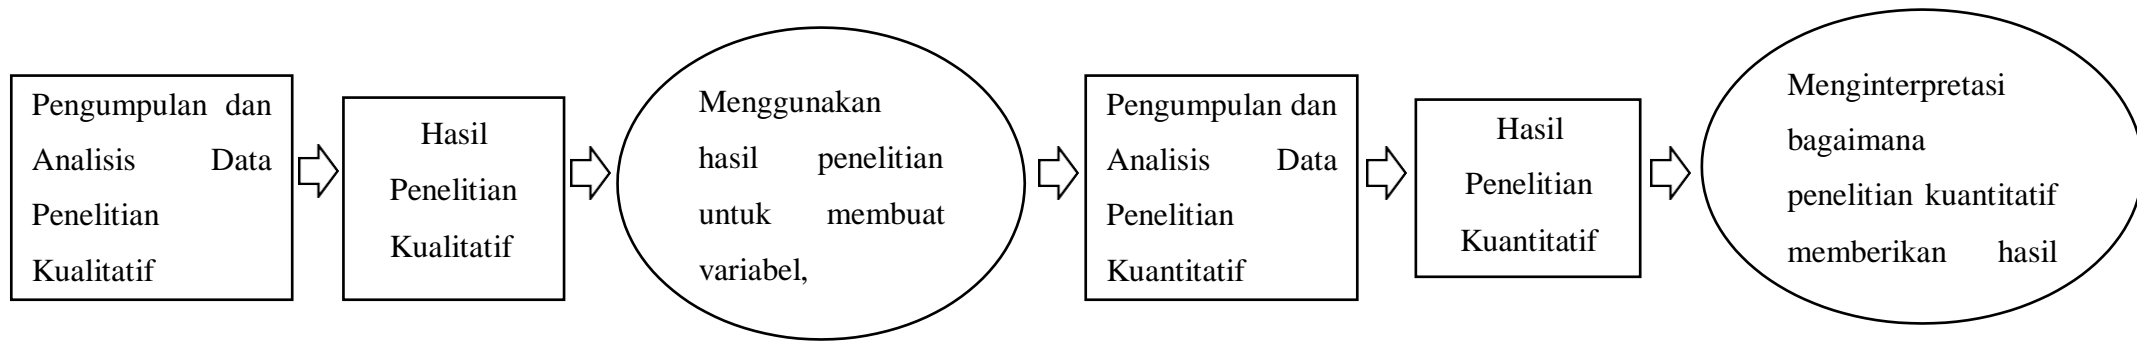 Pengumpulan dan
Analisis Data
Penelitian
Kualitatif
Hasil
Penelitian
Kualitatif
Menggunakan
hasil penelitian
untuk membuat
variabel,
Pengumpulan dan
Analisis Data
Penelitian
Kuantitatif
Hasil
Penelitian
Kuantitatif
Menginterpretasi
bagaimana
penelitian kuantitatif
memberikan hasil